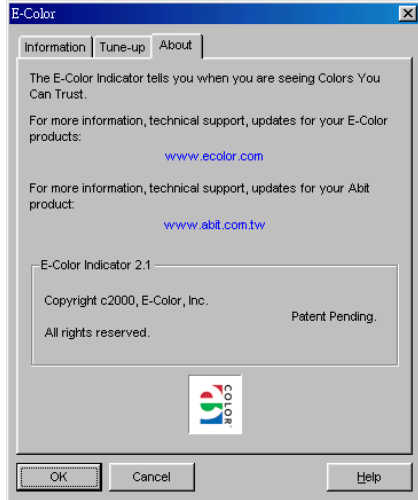 E-Color
Information
Tune-up
About
The E-Color Indicator tells you when you are seeing Colors You
Can Trust.
For more information, technical support, updates for your E-Color
products:
www.ecolor.com
For more information, technical support, updates for your Abit
product:
www.abit.com.tw
E-Color Indicator 2.1
Copyright c2000, E-Color, Inc.
Patent Pending.
All rights reserved.
COLOR
OK
Cancel
Help